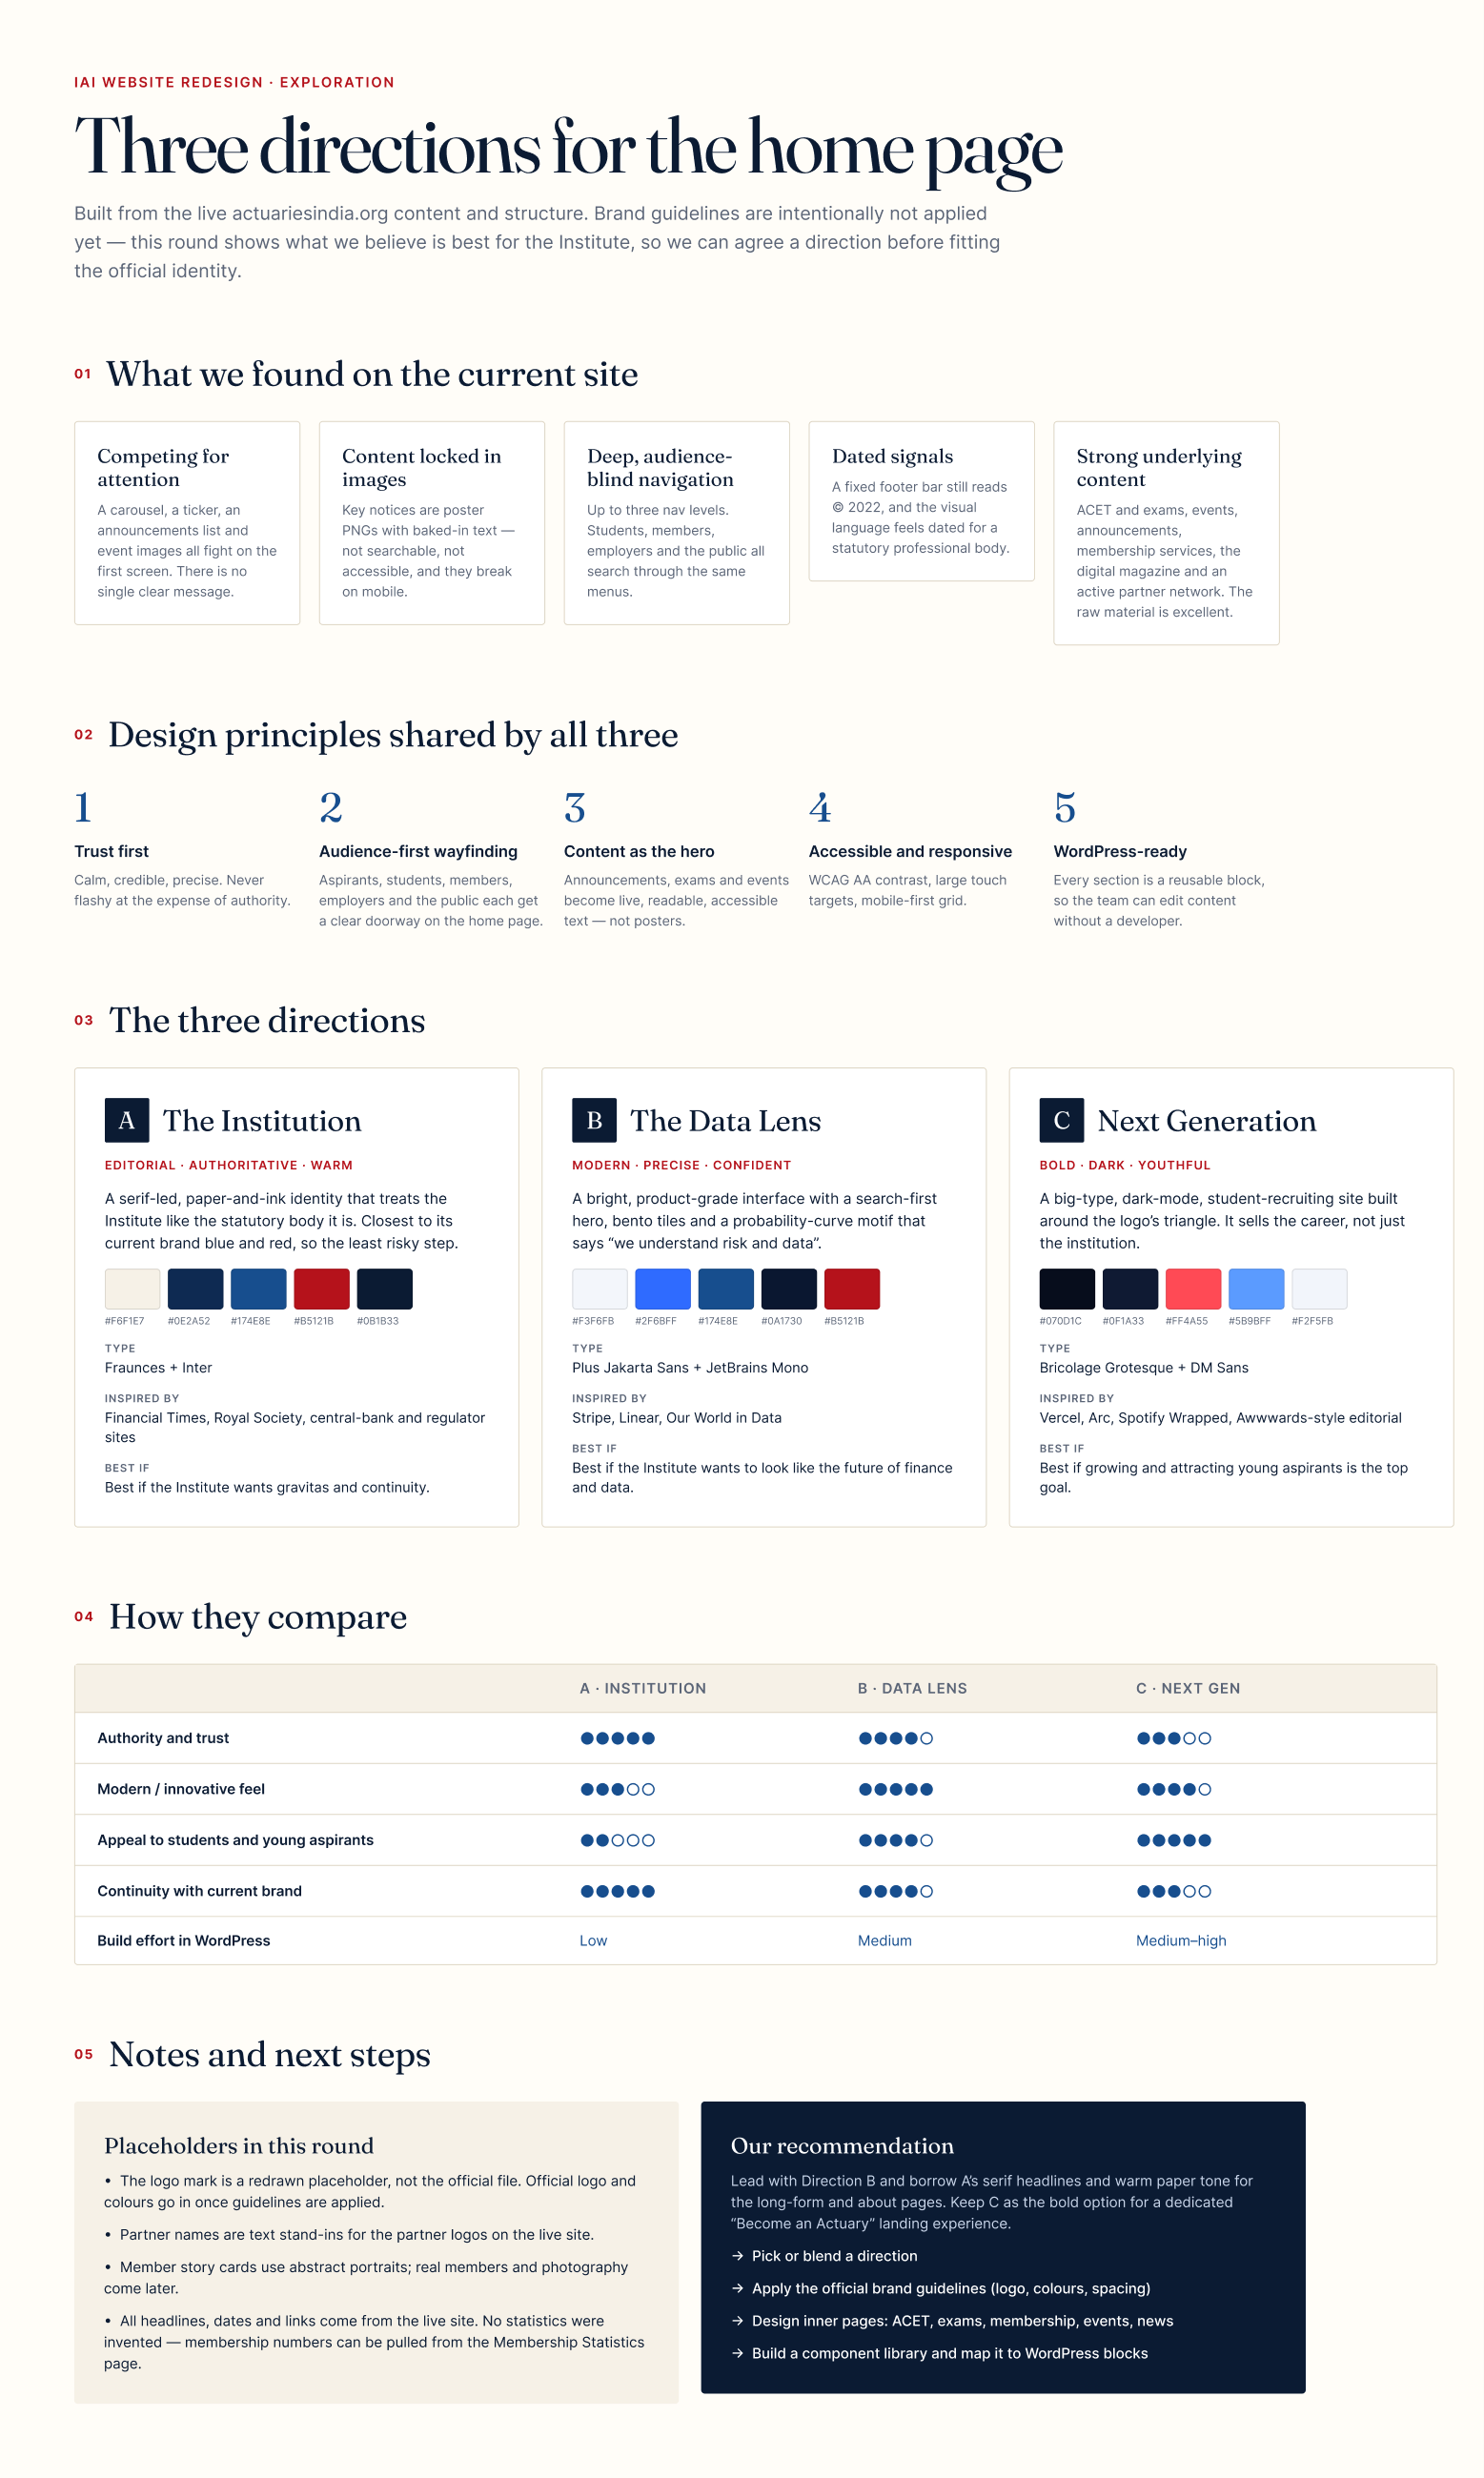 IAI WEBSITE REDESIGN · EXPLORATION
Three directions for the home page
Built from the live actuariesindia.org content and structure. Brand guidelines are intentionally not applied
yet — this round shows what we believe is best for the Institute, so we can agree a direction before fitting
the official identity.
01 What we found on the current site
Competing for
attention
A carousel, a ticker, an
announcements list and
event images all fight on the
first screen. There is no
single clear message.
Content locked in
images
Key notices are poster
PNGs with baked-in text —
not searchable, not
accessible, and they break
on mobile.
Deep, audience-
blind navigation
Up to three nav levels.
Students, members,
employers and the public all
search through the same
menus.
Dated signals
A fixed footer bar still reads
© 2022, and the visual
language feels dated for a
statutory professional body.
Strong underlying
content
ACET and exams, events,
announcements,
membership services, the
digital magazine and an
active partner network. The
raw material is excellent.
02 Design principles shared by all three
1
Trust first
Calm, credible, precise. Never
flashy at the expense of authority.
2
Audience-first wayfinding
Aspirants, students, members,
employers and the public each get
a clear doorway on the home page.
3
Content as the hero
Announcements, exams and events
become live, readable, accessible
text — not posters.
4
Accessible and responsive
WCAG AA contrast, large touch
targets, mobile-first grid.
5
WordPress-ready
Every section is a reusable block,
so the team can edit content
without a developer.
03 The three directions
A The Institution
EDITORIAL · AUTHORITATIVE · WARM
A serif-led, paper-and-ink identity that treats the
Institute like the statutory body it is. Closest to its
current brand blue and red, so the least risky step.
#F6F1E7 #0E2A52 #174E8E #B5121B #0B1B33
TYPE
Fraunces + Inter
INSPIRED BY
Financial Times, Royal Society, central-bank and regulator
sites
BEST IF
Best if the Institute wants gravitas and continuity.
B The Data Lens
MODERN · PRECISE · CONFIDENT
A bright, product-grade interface with a search-first
hero, bento tiles and a probability-curve motif that
says “we understand risk and data”.
#F3F6FB #2F6BFF #174E8E #0A1730 #B5121B
TYPE
Plus Jakarta Sans + JetBrains Mono
INSPIRED BY
Stripe, Linear, Our World in Data
BEST IF
Best if the Institute wants to look like the future of finance
and data.
C Next Generation
BOLD · DARK · YOUTHFUL
A big-type, dark-mode, student-recruiting site built
around the logo’s triangle. It sells the career, not just
the institution.
#070D1C #0F1A33 #FF4A55 #5B9BFF #F2F5FB
TYPE
Bricolage Grotesque + DM Sans
INSPIRED BY
Vercel, Arc, Spotify Wrapped, Awwwards-style editorial
BEST IF
Best if growing and attracting young aspirants is the top
goal.
04 How they compare
A · INSTITUTION B · DATA LENS C · NEXT GEN
Authority and trust ●●●●● ●●●●○ ●●●○○
Modern / innovative feel ●●●○○ ●●●●● ●●●●○
Appeal to students and young aspirants ●●○○○ ●●●●○ ●●●●●
Continuity with current brand ●●●●● ●●●●○ ●●●○○
Build effort in WordPress Low Medium Medium–high
05 Notes and next steps
Placeholders in this round
• The logo mark is a redrawn placeholder, not the official file. Official logo and
colours go in once guidelines are applied.
• Partner names are text stand-ins for the partner logos on the live site.
• Member story cards use abstract portraits; real members and photography
come later.
• All headlines, dates and links come from the live site. No statistics were
invented — membership numbers can be pulled from the Membership Statistics
page.
Our recommendation
Lead with Direction B and borrow A’s serif headlines and warm paper tone for
the long-form and about pages. Keep C as the bold option for a dedicated
“Become an Actuary” landing experience.
→ Pick or blend a direction
→ Apply the official brand guidelines (logo, colours, spacing)
→ Design inner pages: ACET, exams, membership, events, news
→ Build a component library and map it to WordPress blocks